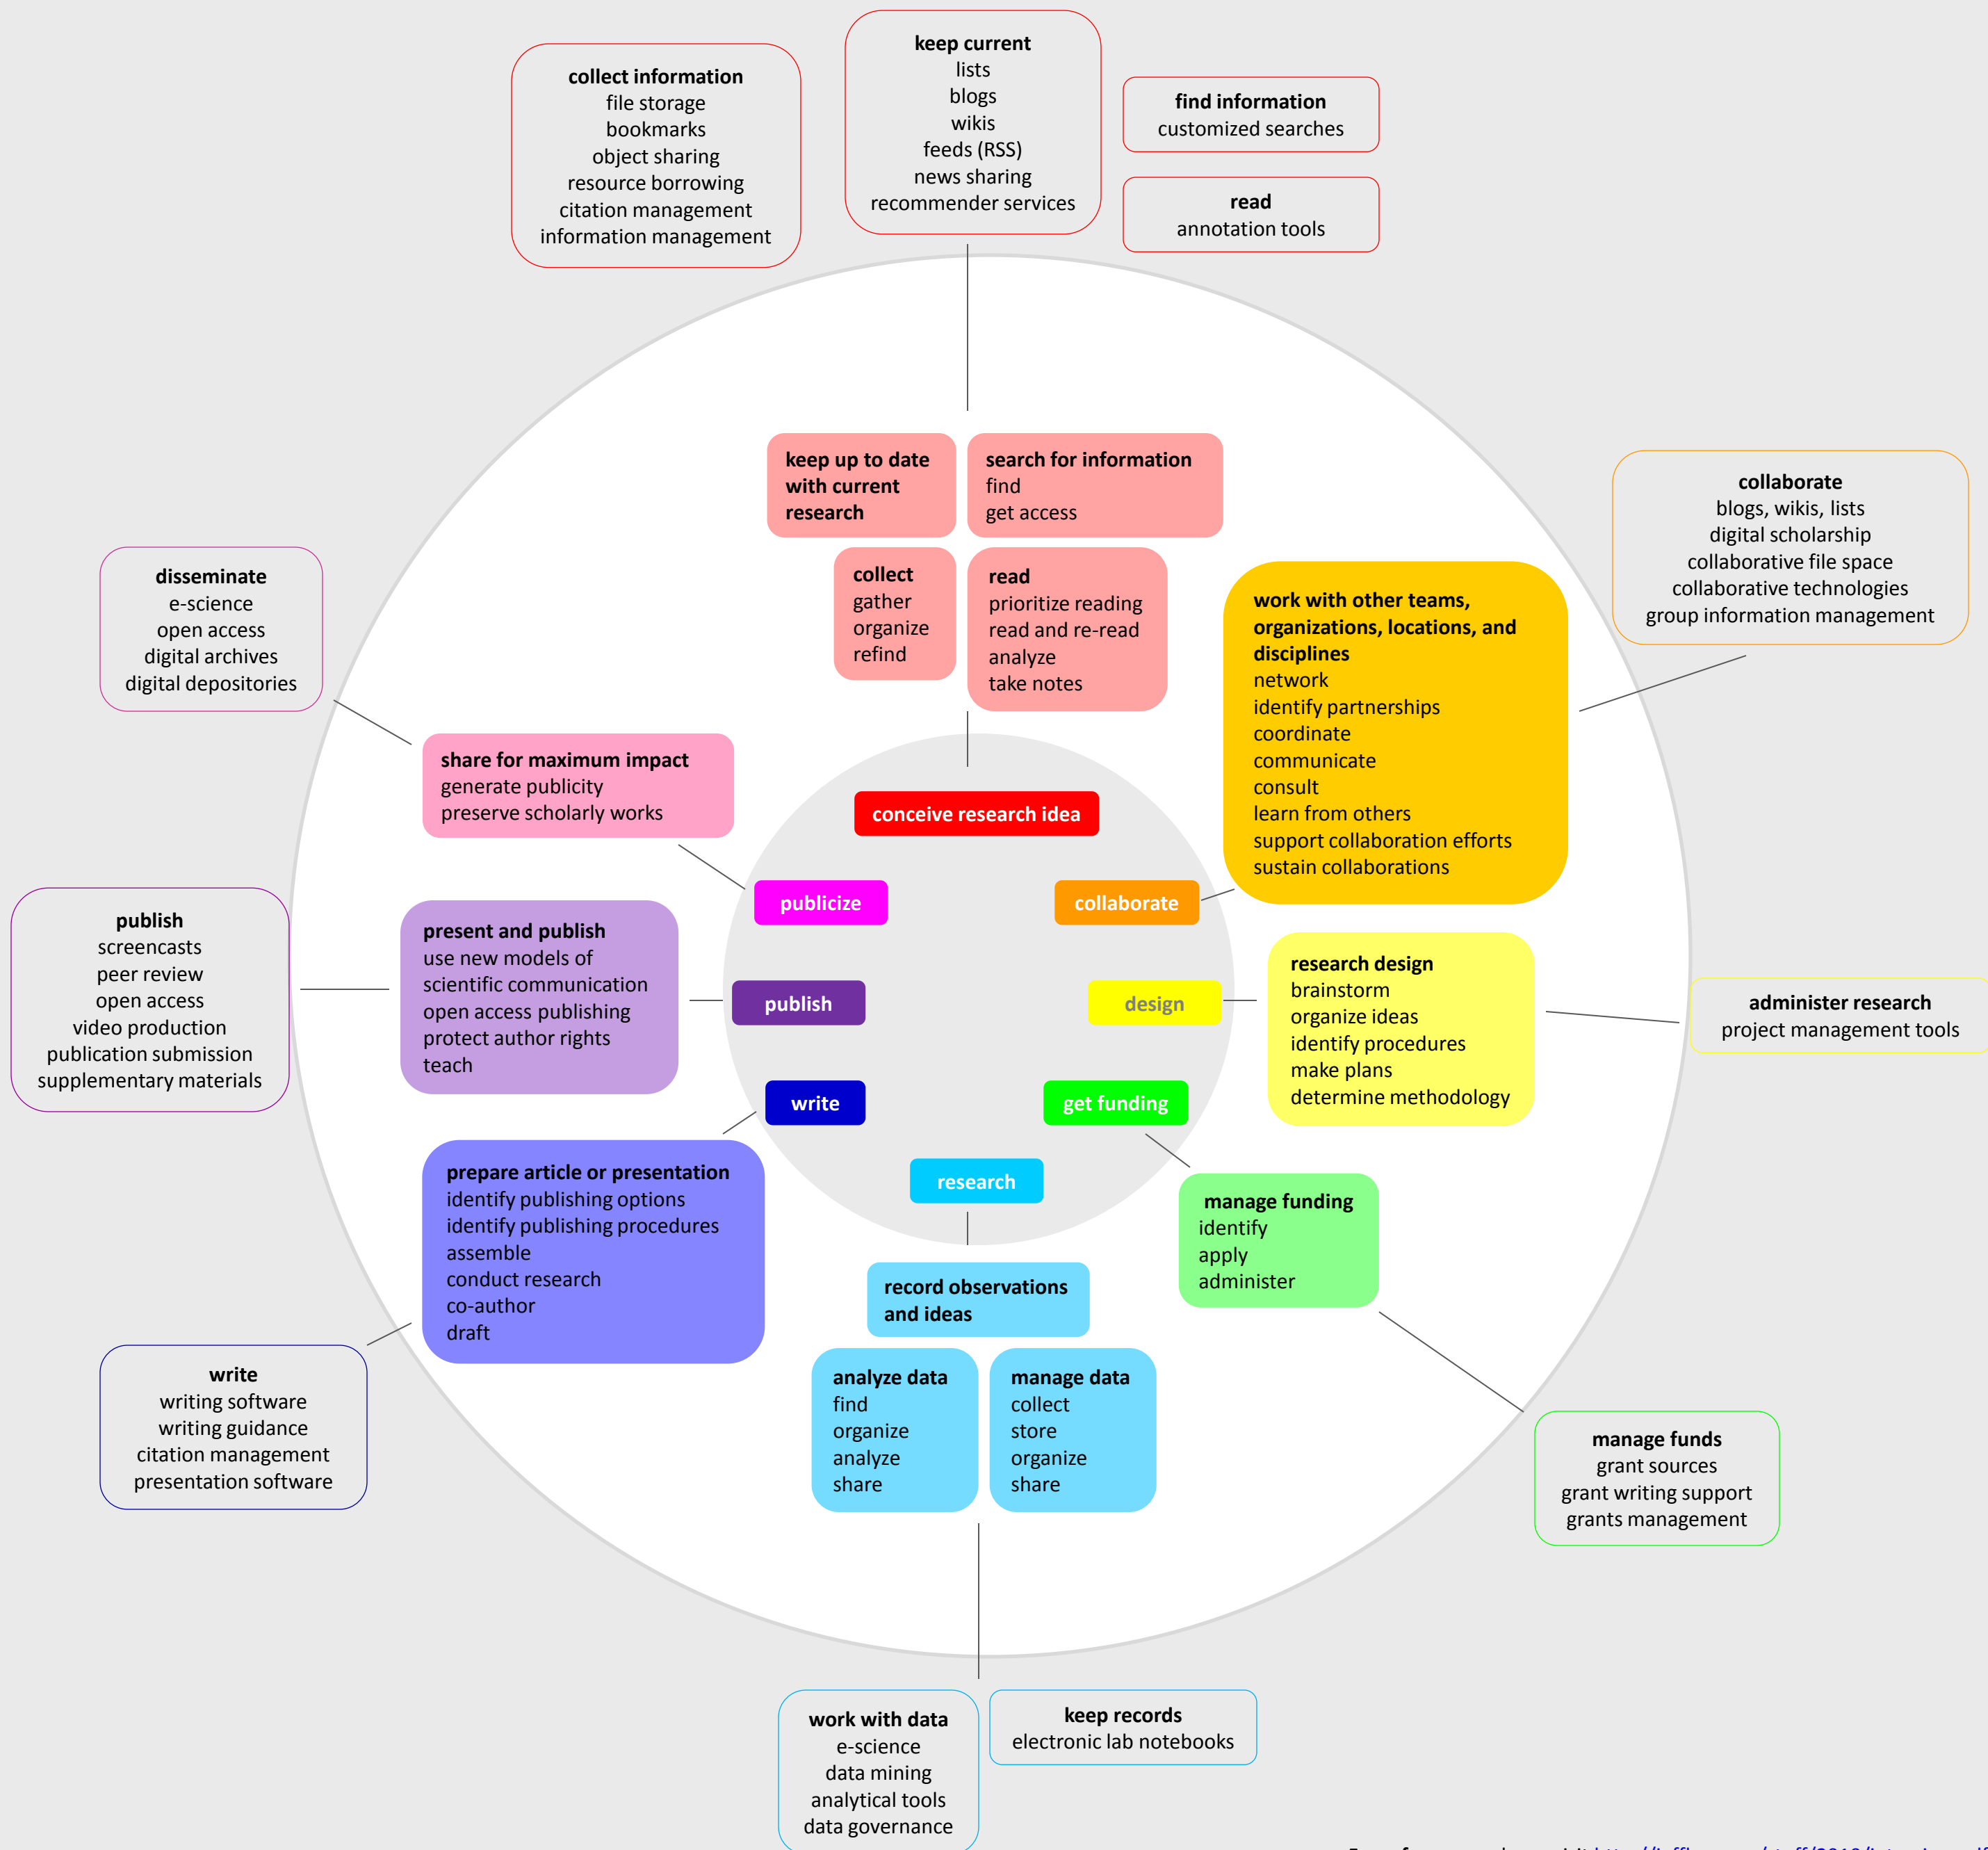 collect information
file storage
bookmarks
object sharing
resource borrowing
citation management
information management
keep current
lists
blogs
wikis
feeds (RSS)
news sharing
recommender services
find information
customized searches
read
annotation tools
keep up to date
with current
research
search for information
find
get access
collect
gather
organize
refind
read
prioritize reading
read and re-read
analyze
take notes
collaborate
blogs, wikis, lists
digital scholarship
collaborative file space
collaborative technologies
group information management
work with other teams,
organizations, locations, and
disciplines
network
identify partnerships
coordinate
communicate
consult
learn from others
support collaboration efforts
sustain collaborations
disseminate
e-science
open access
digital archives
digital depositories
share for maximum impact
generate publicity
preserve scholarly works
conceive research idea
publicize
collaborate
publish
screencasts
peer review
open access
video production
publication submission
supplementary materials
present and publish
use new models of
scientific communication
open access publishing
protect author rights
teach
publish
design
research design
brainstorm
organize ideas
identify procedures
make plans
determine methodology
administer research
project management tools
write
get funding
research
prepare article or presentation
identify publishing options
identify publishing procedures
assemble
conduct research
co-author
draft
manage funding
identify
apply
administer
record observations
and ideas
analyze data
find
organize
analyze
share
manage data
collect
store
organize
share
write
writing software
writing guidance
citation management
presentation software
manage funds
grant sources
grant writing support
grants management
work with data
e-science
data mining
analytical tools
data governance
keep records
electronic lab notebooks